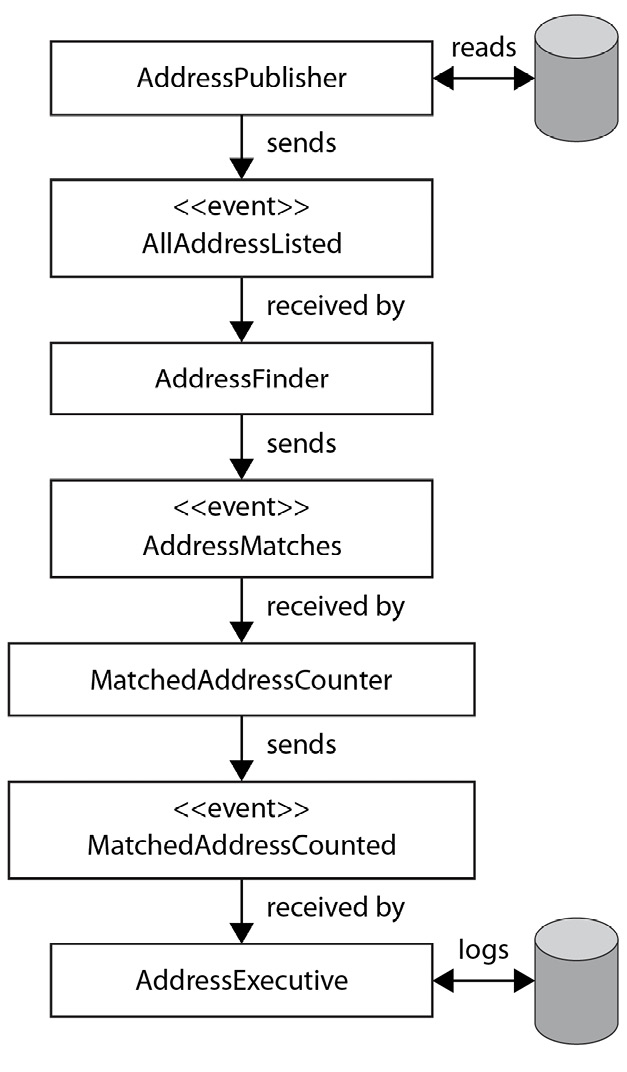 AddressPublisher
reads
sends
<<event>>
AllAddressListed
received by
AddressFinder
sends
<<event>>
AddressMatches
received by
MatchedAddressCounter
sends
<<event>>
MatchedAddressCounted
received by
AddressExecutive
logs